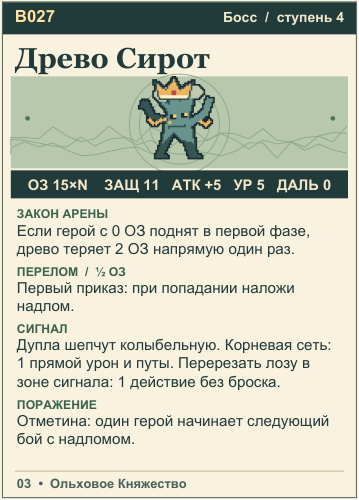 B027
Босс / ступень 4
Древо Сирот
ОЗ 15×N ЗАЩ 11 АТК +5 УР 5 ДАЛЬ 0
ЗАКОН АРЕНЫ
Если герой с 0 ОЗ поднят в первой фазе,
древо теряет 2 ОЗ напрямую один раз.
ПЕРЕЛОМ / ½ ОЗ
Первый приказ: при попадании наложи
надлом.
СИГНАЛ
Дупла шепчут колыбельную. Корневая сеть:
1 прямой урон и путы. Перерезать лозу в
зоне сигнала: 1 действие без броска.
ПОРАЖЕНИЕ
Отметина: один герой начинает следующий
бой с надломом.
03 • Ольховое Княжество